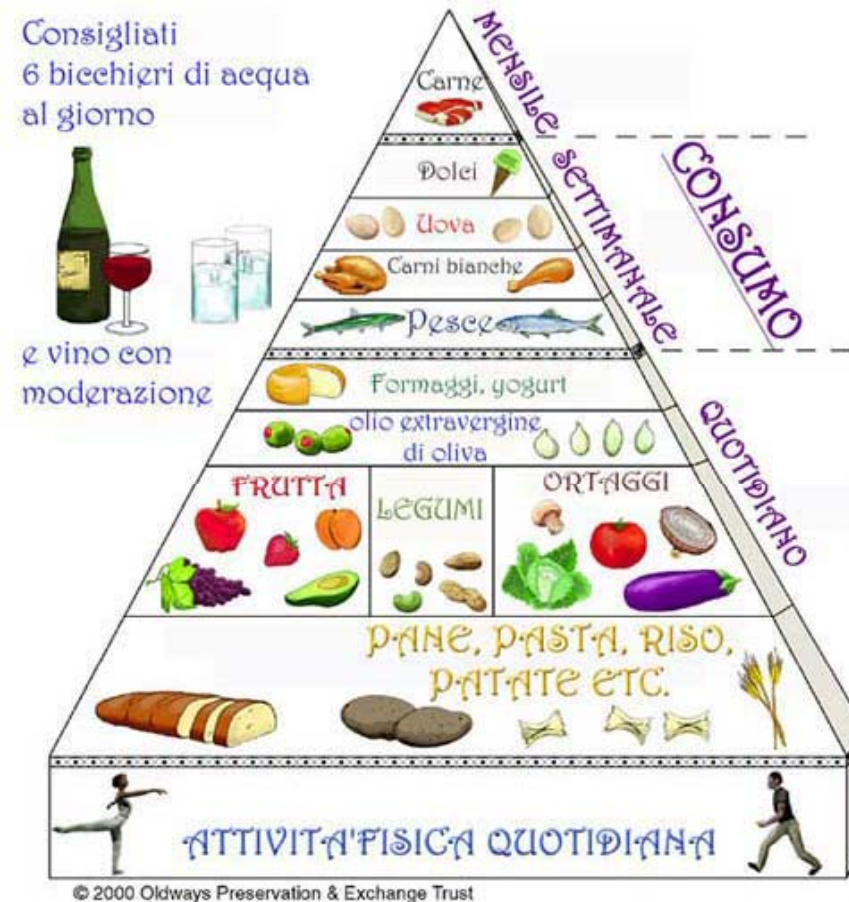 Consigliati
6 bicchieri di acqua
al giorno
e vino con
moderazione
Carne
Dolci
Uova
Carni bianche
Pesce
Formaggi, yogurt
olio extravergine
di oliva
FRUTTA
LEGUMI
ORTAGGI
PANE, PASTA, RISO,
PATATE ETC.
ATTIVITA'FISICA QUOTIDIANA
MENSILE
SETTIMANALE
QUOTIDIANO
CONSUMO
© 2000 Oldways Preservation & Exchange Trust